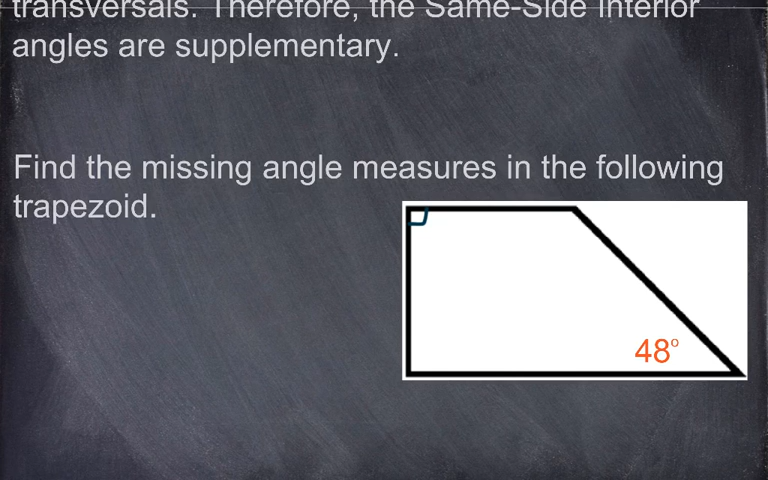 transversals. Therefore, the Same-Side Interior
angles are supplementary.
Find the missing angle measures in the following
trapezoid.
48°